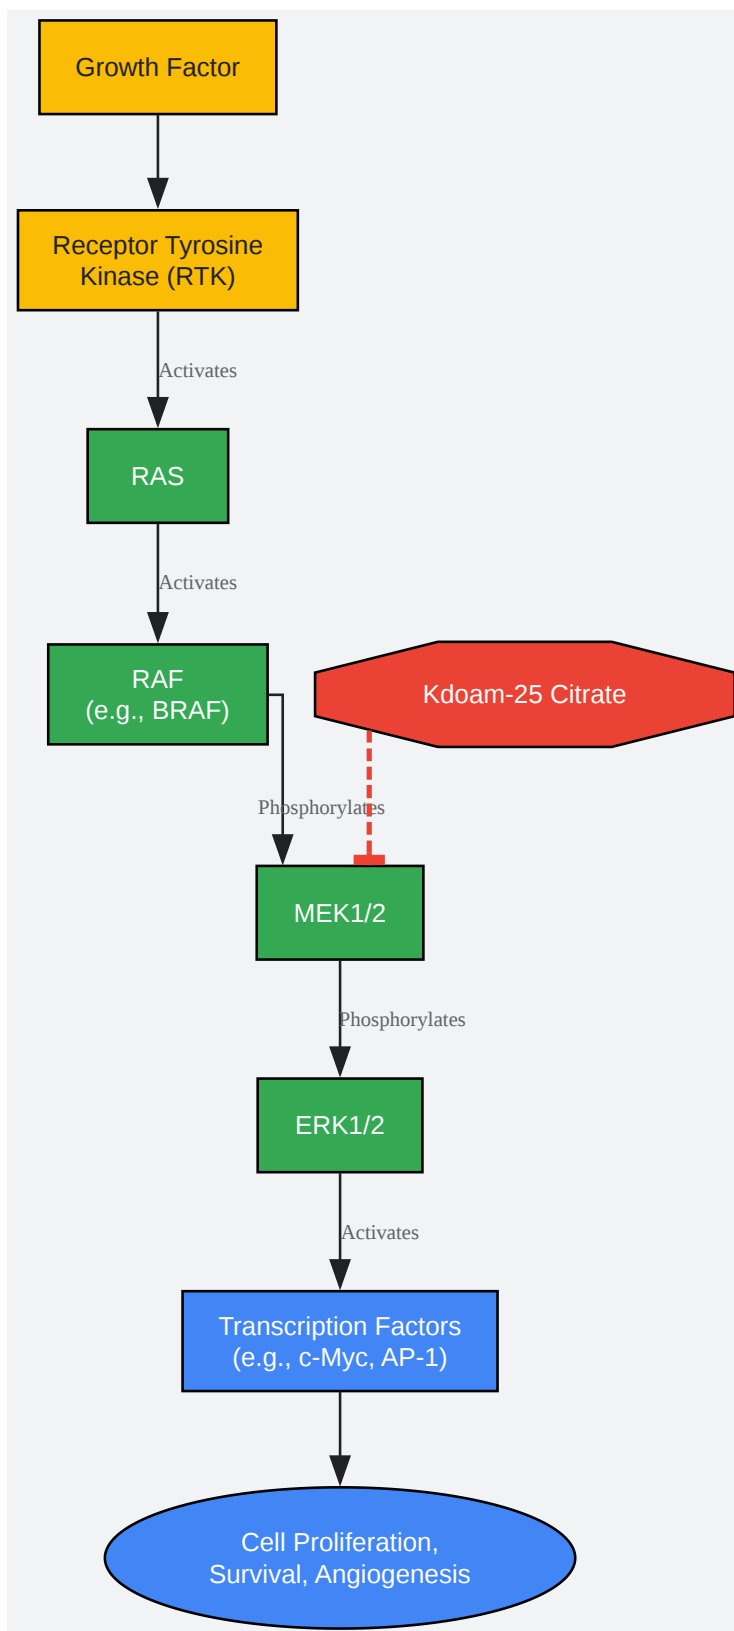 Growth Factor
Receptor Tyrosine
Kinase (RTK)
Activates
RAS
Activates
RAF
(e.g., BRAF)
Kdoam-25 Citrate
Phosphorylates
MEK1/2
Phosphorylates
ERK1/2
Activates
Transcription Factors
(e.g., c-Myc, AP-1)
Cell Proliferation,
Survival, Angiogenesis